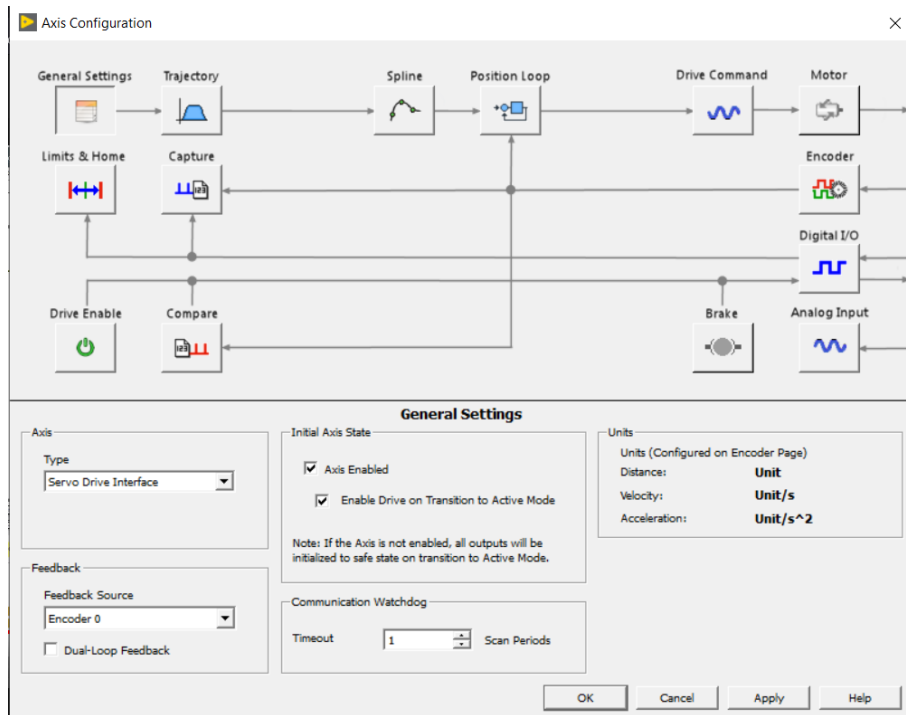 Axis Configuration
General Settings
Trajectory
Spline
Position Loop
Drive Command
Motor
Limits & Home
Capture
Encoder
Digital I/O
Drive Enable
Compare
Brake
Analog Input
General Settings
Axis
Type
Servo Drive Interface
Feedback
Feedback Source
Encoder 0
Dual-Loop Feedback
Initial Axis State
Axis Enabled
Enable Drive on Transition to Active Mode
Note: If the Axis is not enabled, all outputs will be
initialized to safe state on transition to Active Mode.
Communication Watchdog
Timeout
1
Scan Periods
Units
Units (Configured on Encoder Page)
Distance: Unit
Velocity: Unit/s
Acceleration: Unit/s^2
OK
Cancel
Apply
Help